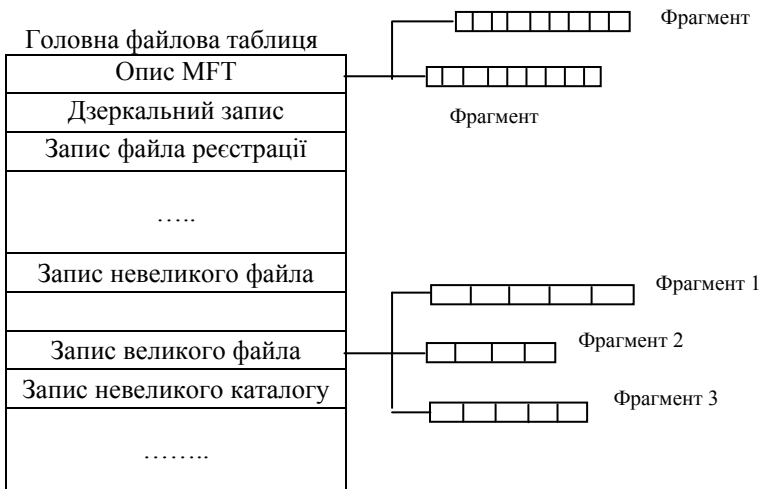 Головна файлова таблиця
Опис MFT
Дзеркальний запис
Запис файла реєстрації
…..
Запис невеликого файла
Запис великого файла
Запис невеликого каталогу
……..
Фрагмент
Фрагмент
Фрагмент 1
Фрагмент 2
Фрагмент 3